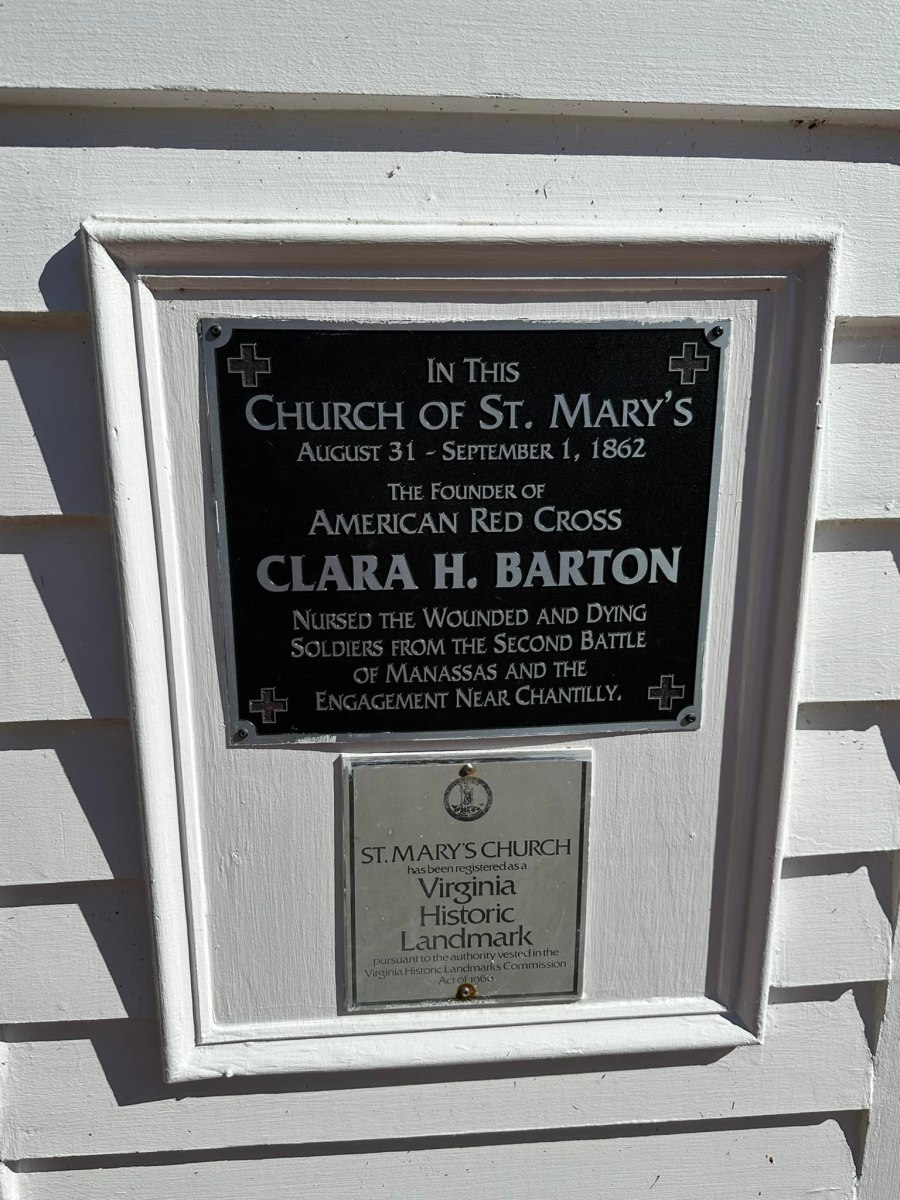 In This
Church of St. Mary's
August 31 - September 1, 1862
The Founder of
American Red Cross
CLARA H. BARTON
Nursed the Wounded and Dying
Soldiers from the Second Battle
of Manassas and the
Engagement Near Chantilly.
ST. MARY'S CHURCH
has been registered as a
Virginia
Historic
Landmark
pursuant to the authority vested in the
Virginia Historic Landmarks Commission
Act of 1966